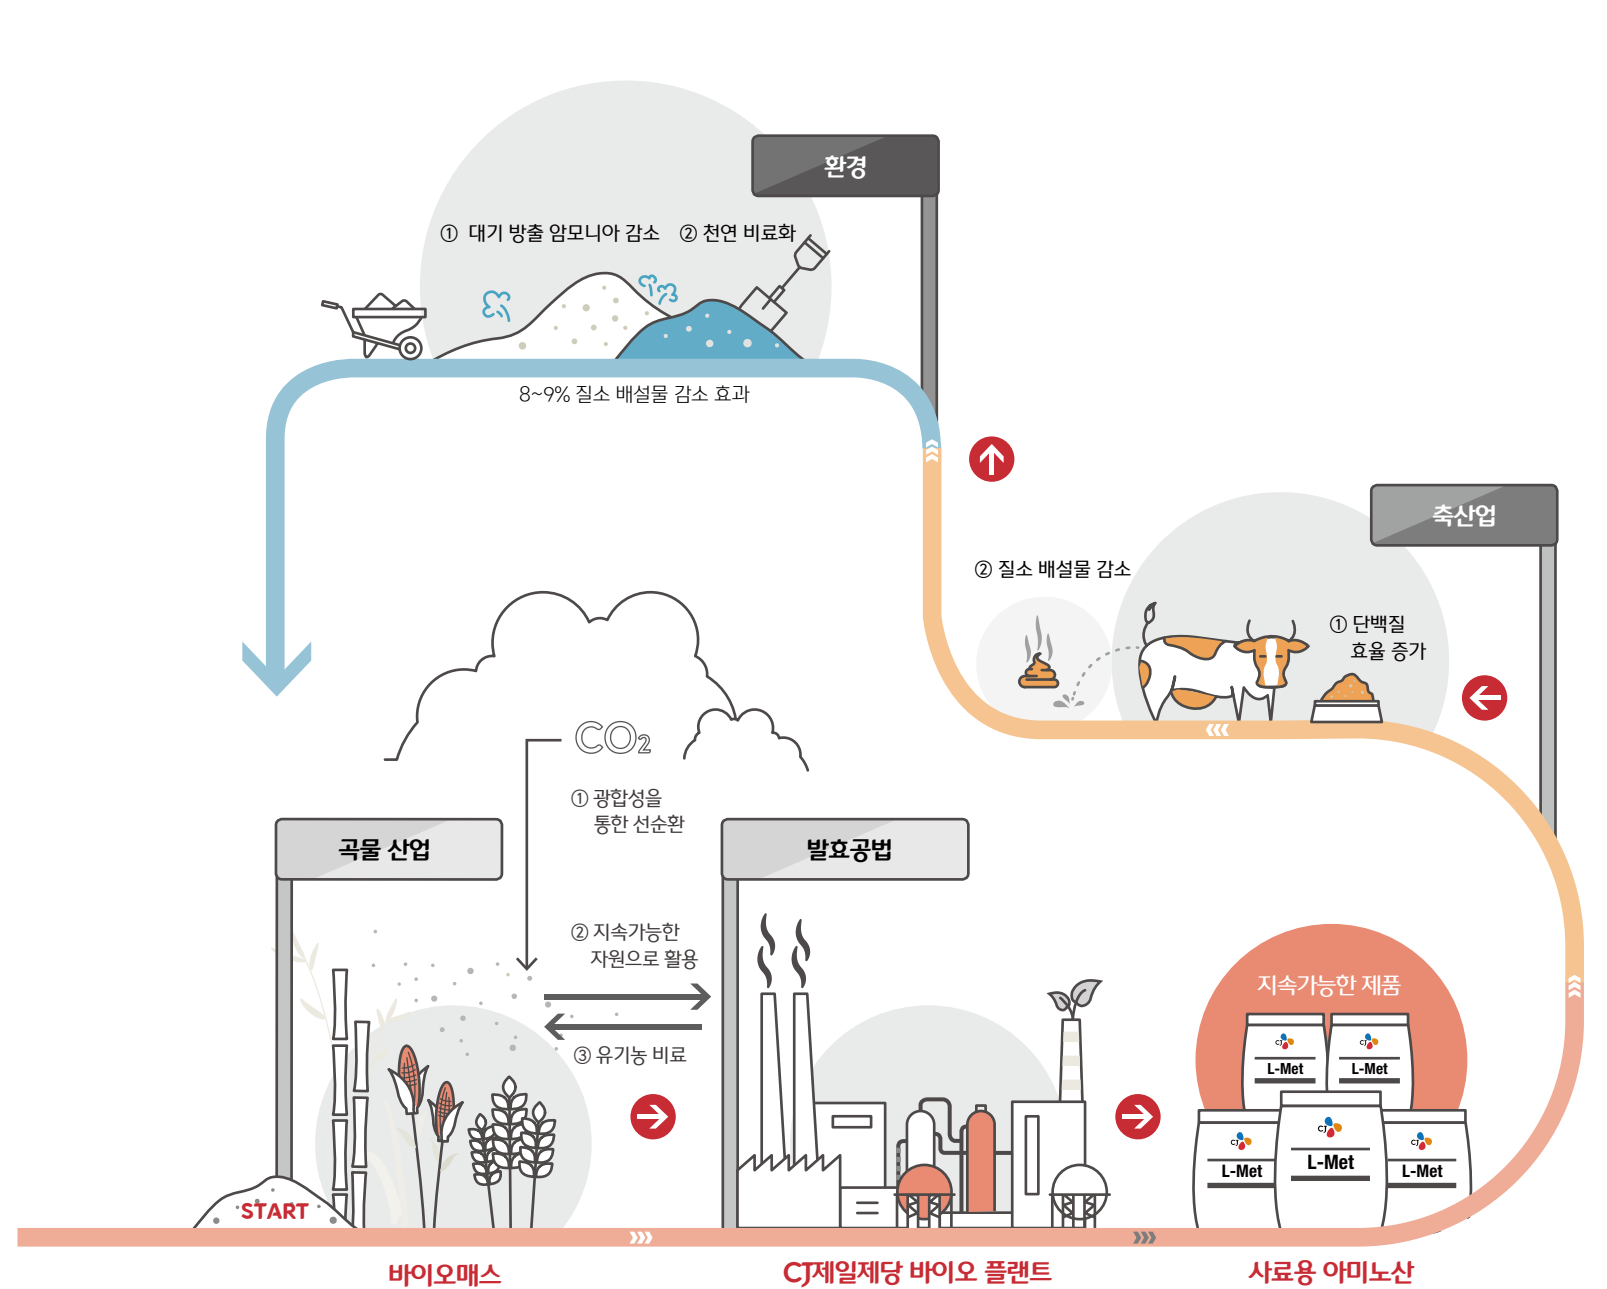 환경
① 대기 방출 암모니아 감소 ② 천연 비료화
8~9% 질소 배설물 감소 효과
축산업
② 질소 배설물 감소
① 단백질
효율 증가
CO₂
① 광합성을
통한 선순환
곡물 산업
발효공법
② 지속가능한
자원으로 활용
③ 유기농 비료
지속가능한 제품
CJ
L-Met
CJ
L-Met
CJ
L-Met
CJ
L-Met
CJ
L-Met
START
바이오매스
CJ제일제당 바이오 플랜트
사료용 아미노산